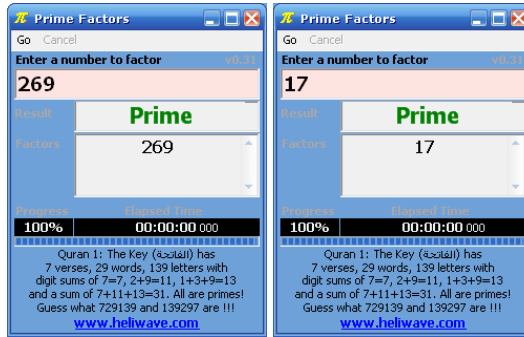 π Prime Factors
Go Cancel
Enter a number to factor v0.31
269
Result Prime
Factors 269
Progress Elapsed Time
100% 00:00:00 000
Quran 1: The Key (الفاتحة) has
7 verses, 29 words, 139 letters with
digit sums of 7=7, 2+9=11, 1+3+9=13
and a sum of 7+11+13=31. All are primes!
Guess what 729139 and 139297 are !!!
www.heliwave.com
π Prime Factors
Go Cancel
Enter a number to factor v0.31
17
Result Prime
Factors 17
Progress Elapsed Time
100% 00:00:00 000
Quran 1: The Key (الفاتحة) has
7 verses, 29 words, 139 letters with
digit sums of 7=7, 2+9=11, 1+3+9=13
and a sum of 7+11+13=31. All are primes!
Guess what 729139 and 139297 are !!!
www.heliwave.com